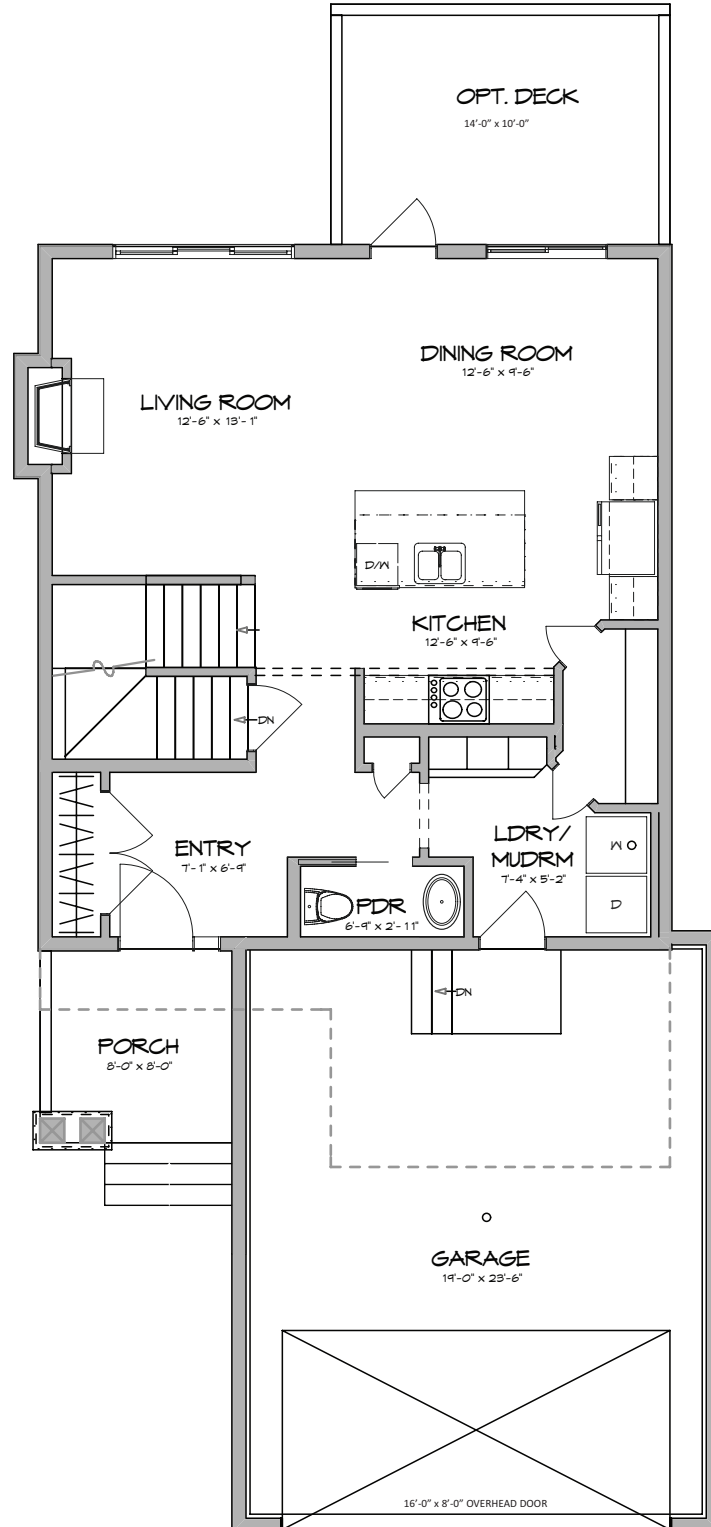 OPT. DECK
14'-0" x 10'-0"
DINING ROOM
12'-6" x 9'-6"
LIVING ROOM
12'-6" x 13'-1"
D/W
KITCHEN
12'-6" x 9'-6"
DN
ENTRY
7'-1" x 6'-9"
LDRY/
MUDRM
7'-4" x 5'-2"
W
D
PDR
6'-9" x 2'-11"
DN
PORCH
8'-0" x 8'-0"
GARAGE
19'-0" x 23'-6"
16'-0" x 8'-0" OVERHEAD DOOR